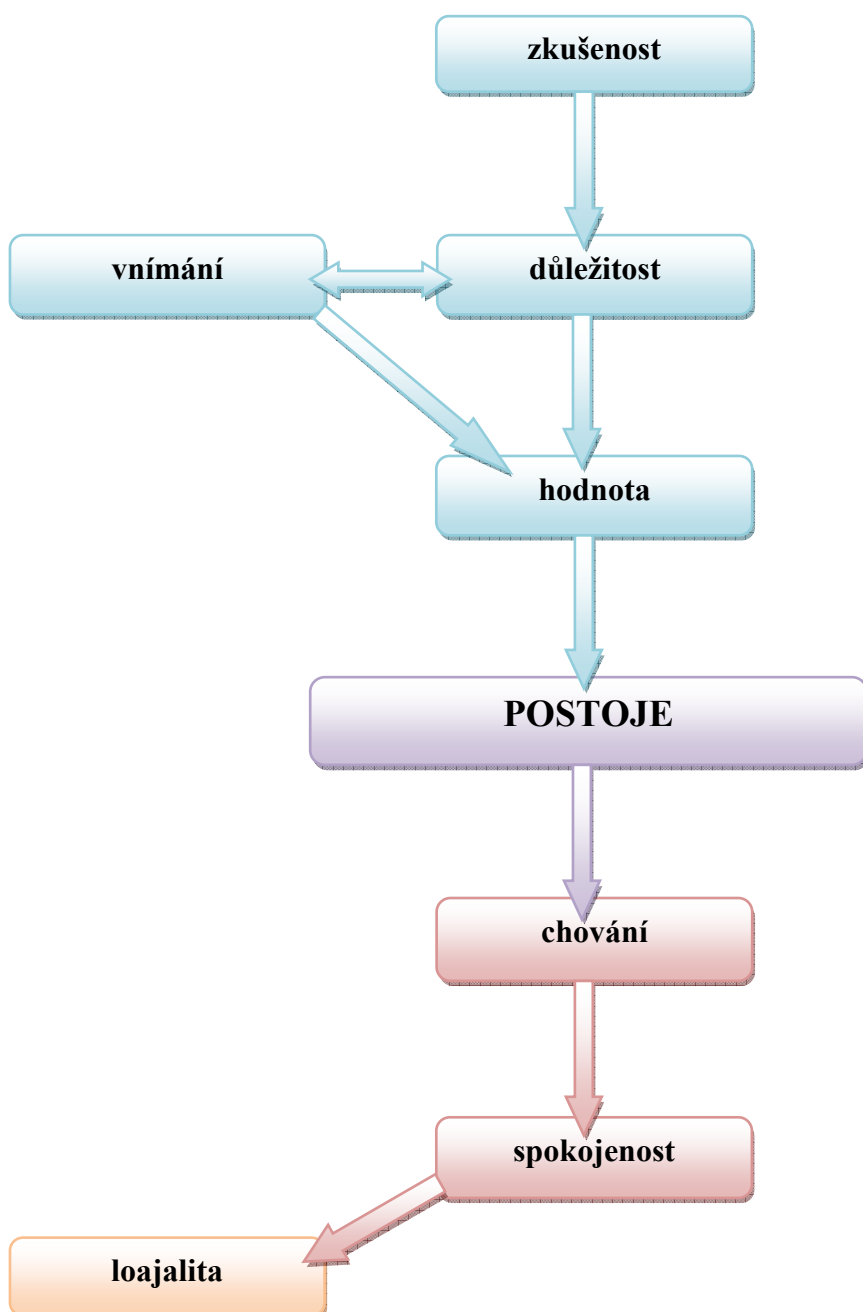 zkušenost
vnímání
důležitost
hodnota
POSTOJE
chování
spokojenost
loajalita